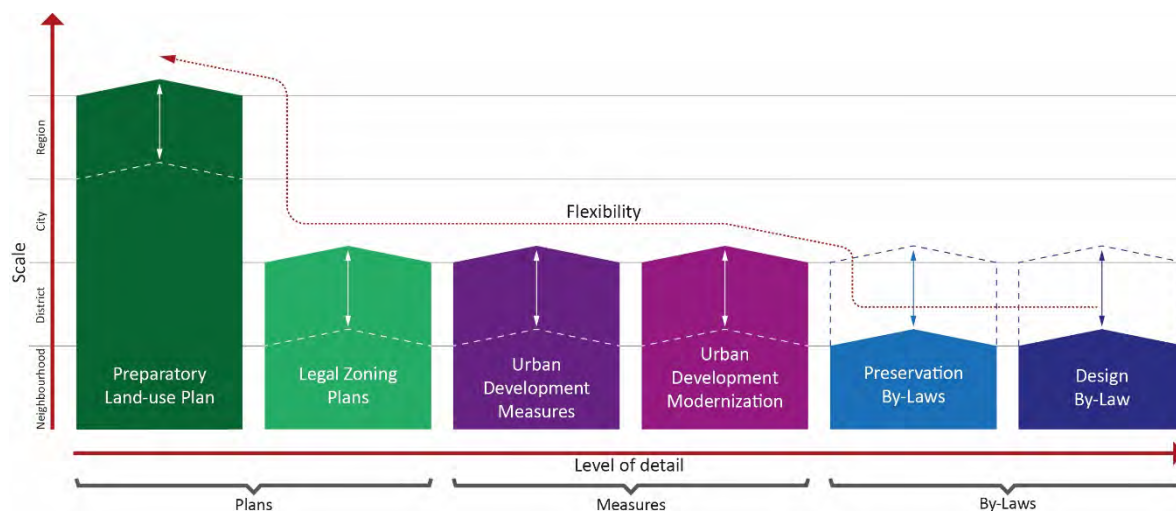 Scale
Region
City
District
Neighbourhood
Flexibility
Preparatory
Land-use Plan
Legal Zoning
Plans
Urban
Development
Measures
Urban
Development
Modernization
Preservation
By-Laws
Design
By-Law
Level of detail
Plans
Measures
By-Laws